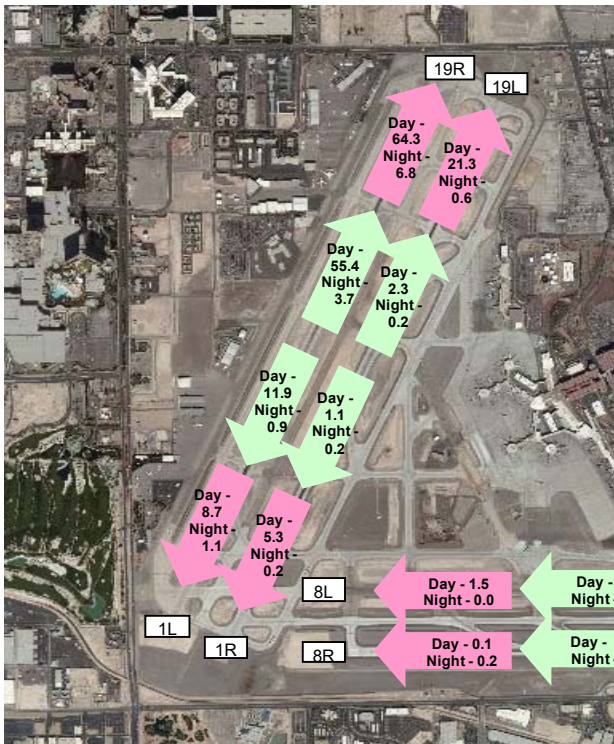 19R
19L
Day -
64.3
Night -
6.8
Day -
21.3
Night -
0.6
Day -
55.4
Night -
3.7
Day -
2.3
Night -
0.2
Day -
11.9
Night -
0.9
Day -
1.1
Night -
0.2
Day -
8.7
Night -
1.1
Day -
5.3
Night -
0.2
8L
Day - 1.5
Night - 0.0
Day -
Night -
1L
1R
8R
Day - 0.1
Night - 0.2
Day -
Night -